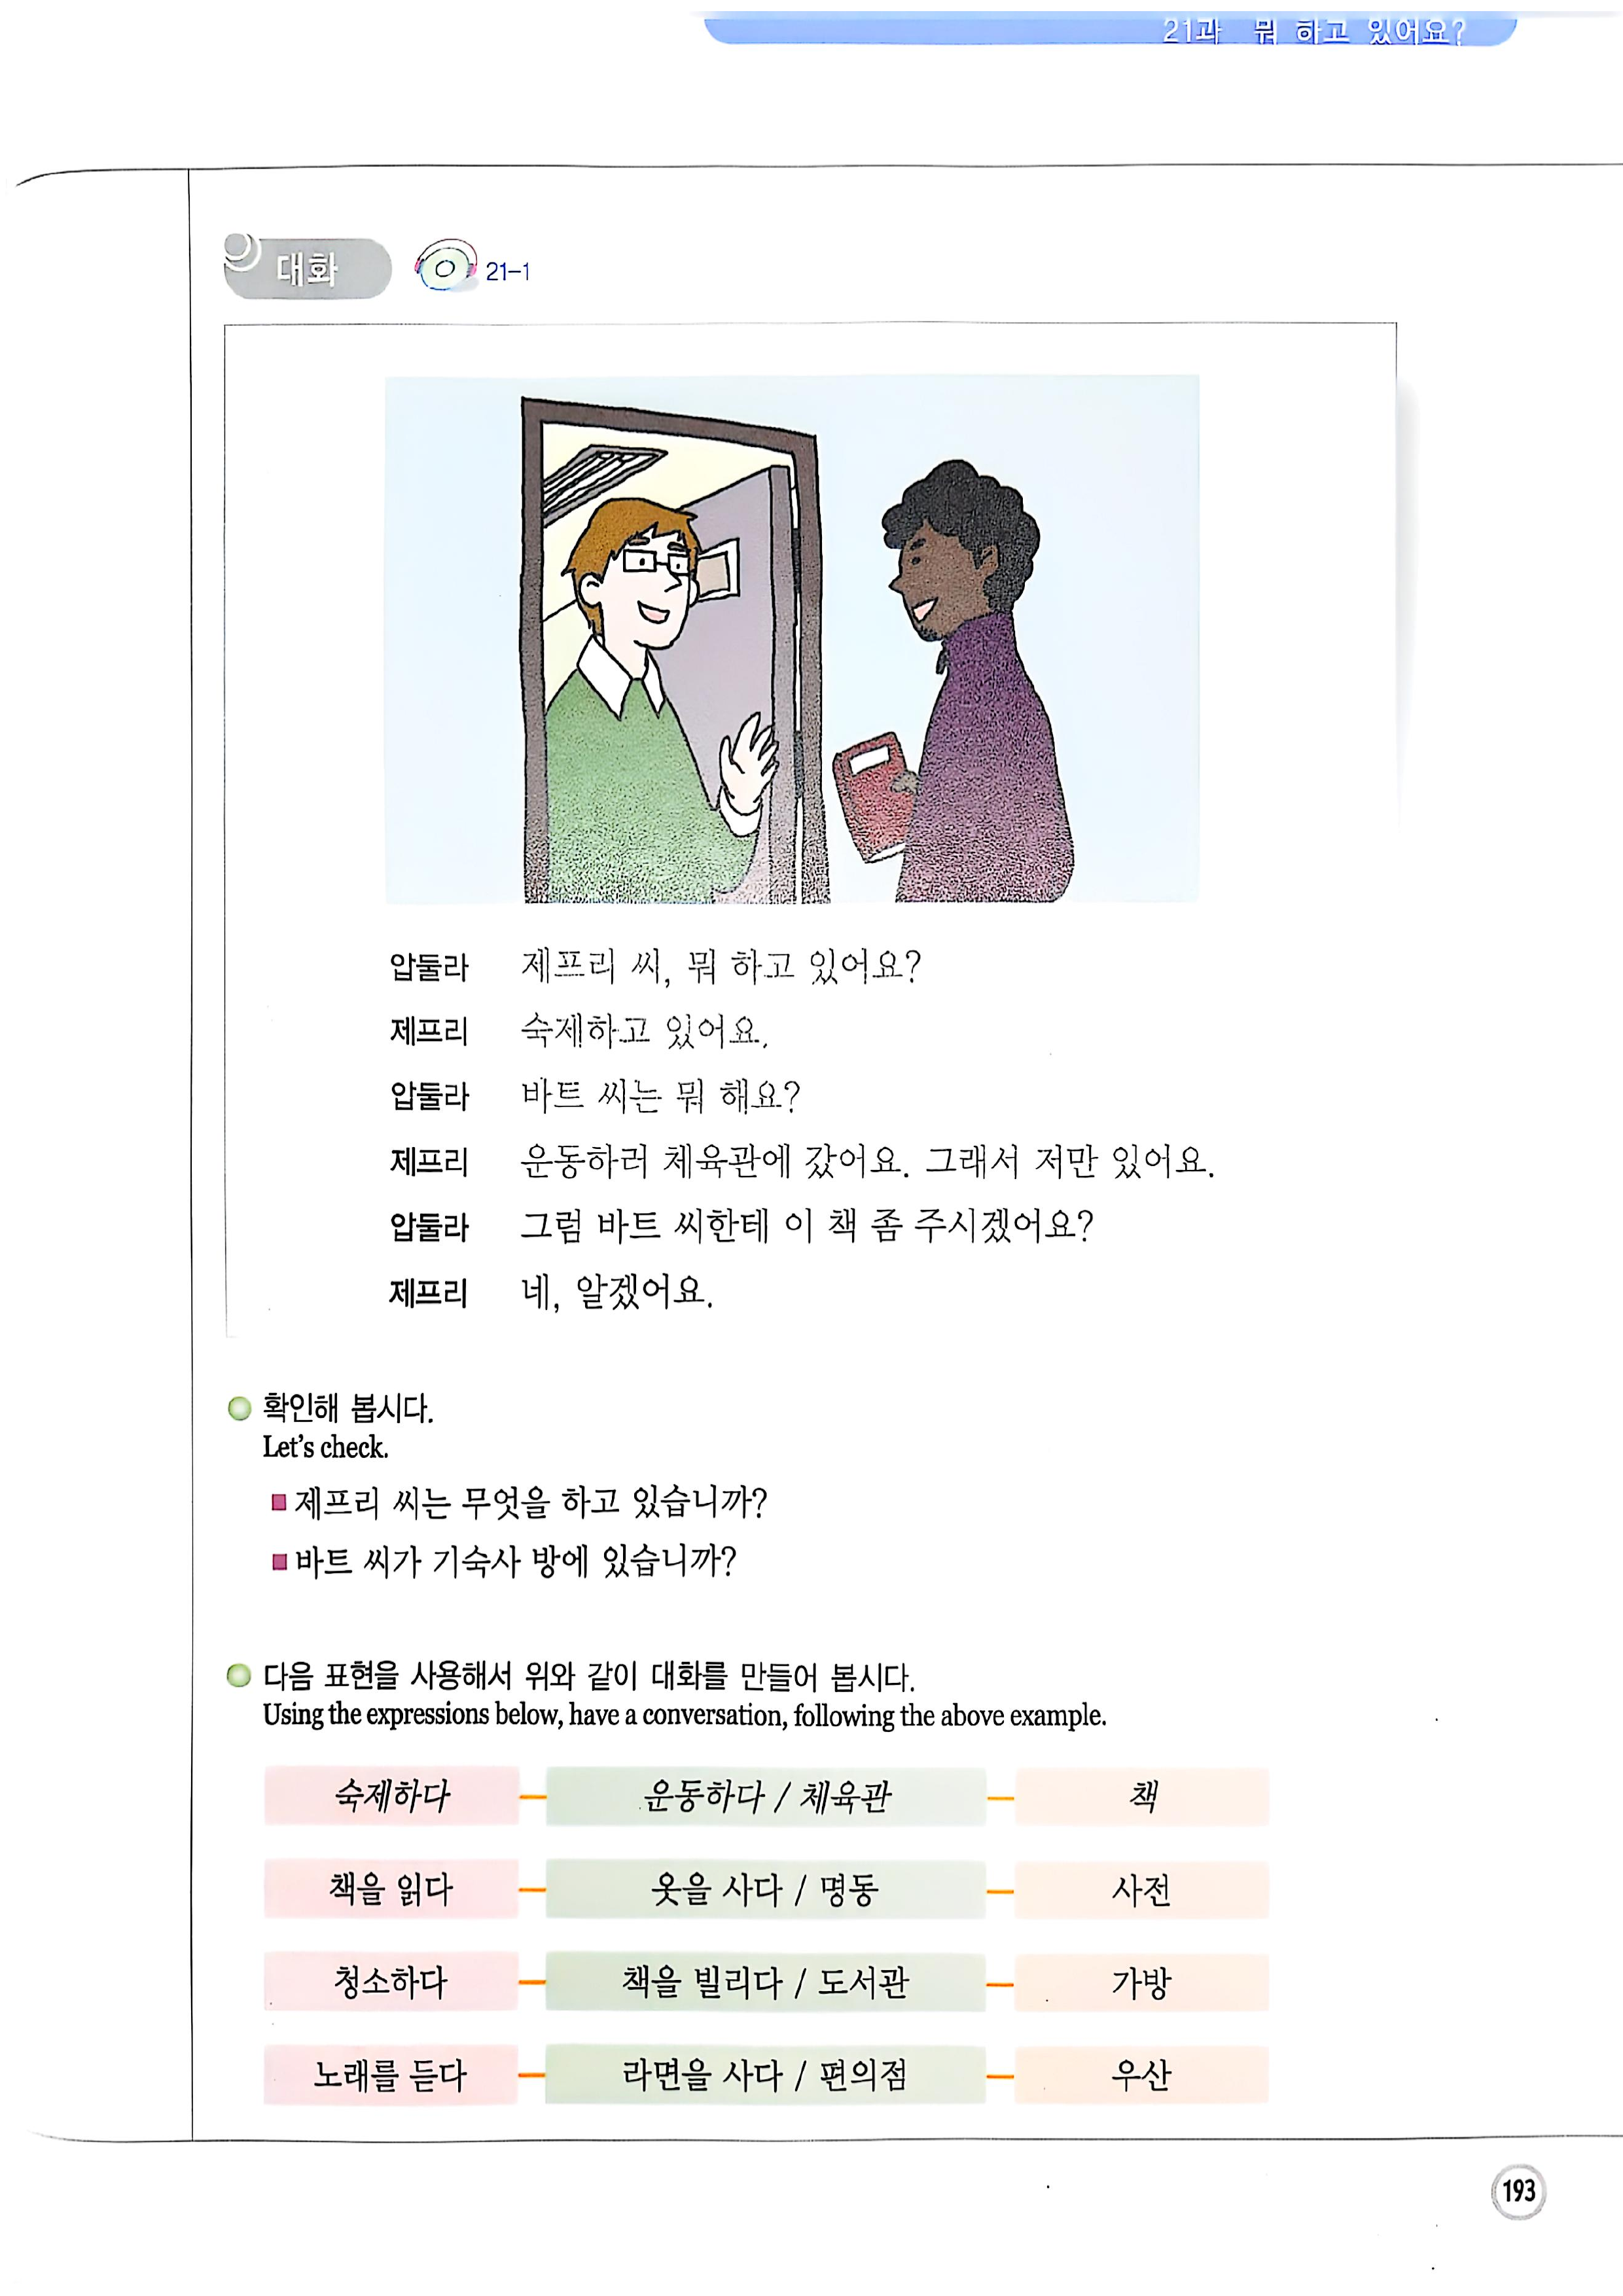 21과 뭐 하고 있어요?
대화 21-1
압둘라 제프리 씨, 뭐 하고 있어요?
제프리 숙제하고 있어요.
압둘라 바트 씨는 뭐 해요?
제프리 운동하러 체육관에 갔어요. 그래서 저만 있어요.
압둘라 그럼 바트 씨한테 이 책 좀 주시겠어요?
제프리 네, 알겠어요.
확인해 봅시다.
Let's check.
제프리 씨는 무엇을 하고 있습니까?
바트 씨가 기숙사 방에 있습니까?
다음 표현을 사용해서 위와 같이 대화를 만들어 봅시다.
Using the expressions below, have a conversation, following the above example.
숙제하다 운동하다 / 체육관 책
책을 읽다 옷을 사다 / 명동 사전
청소하다 책을 빌리다 / 도서관 가방
노래를 듣다 라면을 사다 / 편의점 우산
193